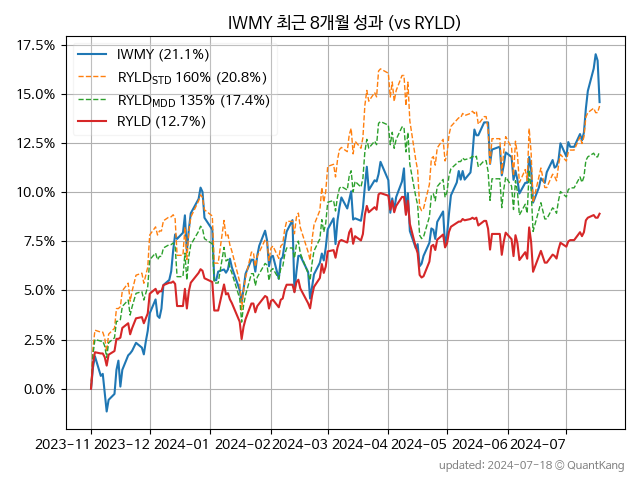 IWMY 최근 8개월 성과 (vs RYLD)
17.5%
15.0%
12.5%
10.0%
7.5%
5.0%
2.5%
0.0%
IWMY (21.1%)
RYLD_STD 160% (20.8%)
RYLD_MDD 135% (17.4%)
RYLD (12.7%)
2023-11 2023-12 2024-01 2024-02 2024-03 2024-04 2024-05 2024-06 2024-07
updated: 2024-07-18 © QuantKang